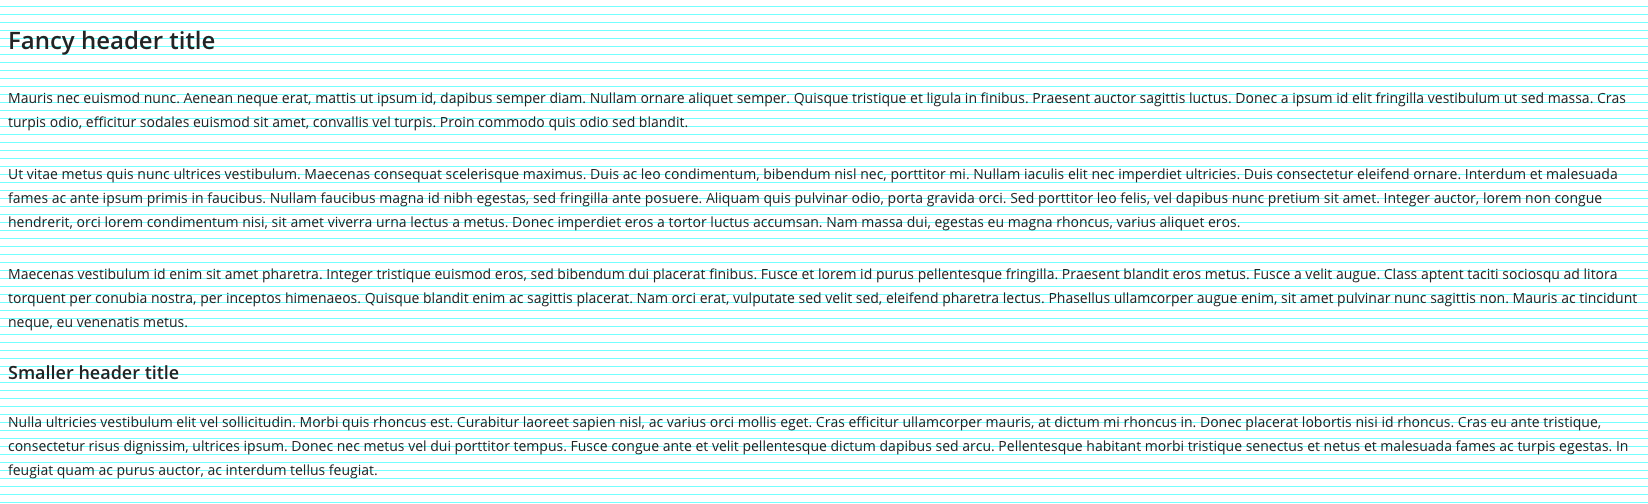 Fancy header title
Mauris nec euismod nunc. Aenean neque erat, mattis ut ipsum id, dapibus semper diam. Nullam ornare aliquet semper. Quisque tristique et ligula in finibus. Praesent auctor sagittis luctus. Donec a ipsum id elit fringilla vestibulum ut sed massa. Cras
turpis odio, efficitur sodales euismod sit amet, convallis vel turpis. Proin commodo quis odio sed blandit.
Ut vitae metus quis nunc ultrices vestibulum. Maecenas consequat scelerisque maximus. Duis ac leo condimentum, bibendum nisl nec, porttitor mi. Nullam iaculis elit nec imperdiet ultricies. Duis consectetur eleifend ornare. Interdum et malesuada
fames ac ante ipsum primis in faucibus. Nullam faucibus magna id nibh egestas, sed fringilla ante posuere. Aliquam quis pulvinar odio, porta gravida orci. Sed porttitor leo felis, vel dapibus nunc pretium sit amet. Integer auctor, lorem non congue
hendrerit, orci lorem condimentum nisi, sit amet viverra urna lectus a metus. Donec imperdiet eros a tortor luctus accumsan. Nam massa dui, egestas eu magna rhoncus, varius aliquet eros.
Maecenas vestibulum id enim sit amet pharetra. Integer tristique euismod eros, sed bibendum dui placerat finibus. Fusce et lorem id purus pellentesque fringilla. Praesent blandit eros metus. Fusce a velit augue. Class aptent taciti sociosqu ad litora
torquent per conubia nostra, per inceptos himenaeos. Quisque blandit enim ac sagittis placerat. Nam orci erat, vulputate sed velit sed, eleifend pharetra lectus. Phasellus ullamcorper augue enim, sit amet pulvinar nunc sagittis non. Mauris ac tincidunt
neque, eu venenatis metus.
Smaller header title
Nulla ultricies vestibulum elit vel sollicitudin. Morbi quis rhoncus est. Curabitur laoreet sapien nisl, ac varius orci mollis eget. Cras efficitur ullamcorper mauris, at dictum mi rhoncus in. Donec placerat lobortis nisi id rhoncus. Cras eu ante tristique,
consectetur risus dignissim, ultrices ipsum. Donec nec metus vel dui porttitor tempus. Fusce congue ante et velit pellentesque dictum dapibus sed arcu. Pellentesque habitant morbi tristique senectus et netus et malesuada fames ac turpis egestas. In
feugiat quam ac purus auctor, ac interdum tellus feugiat.